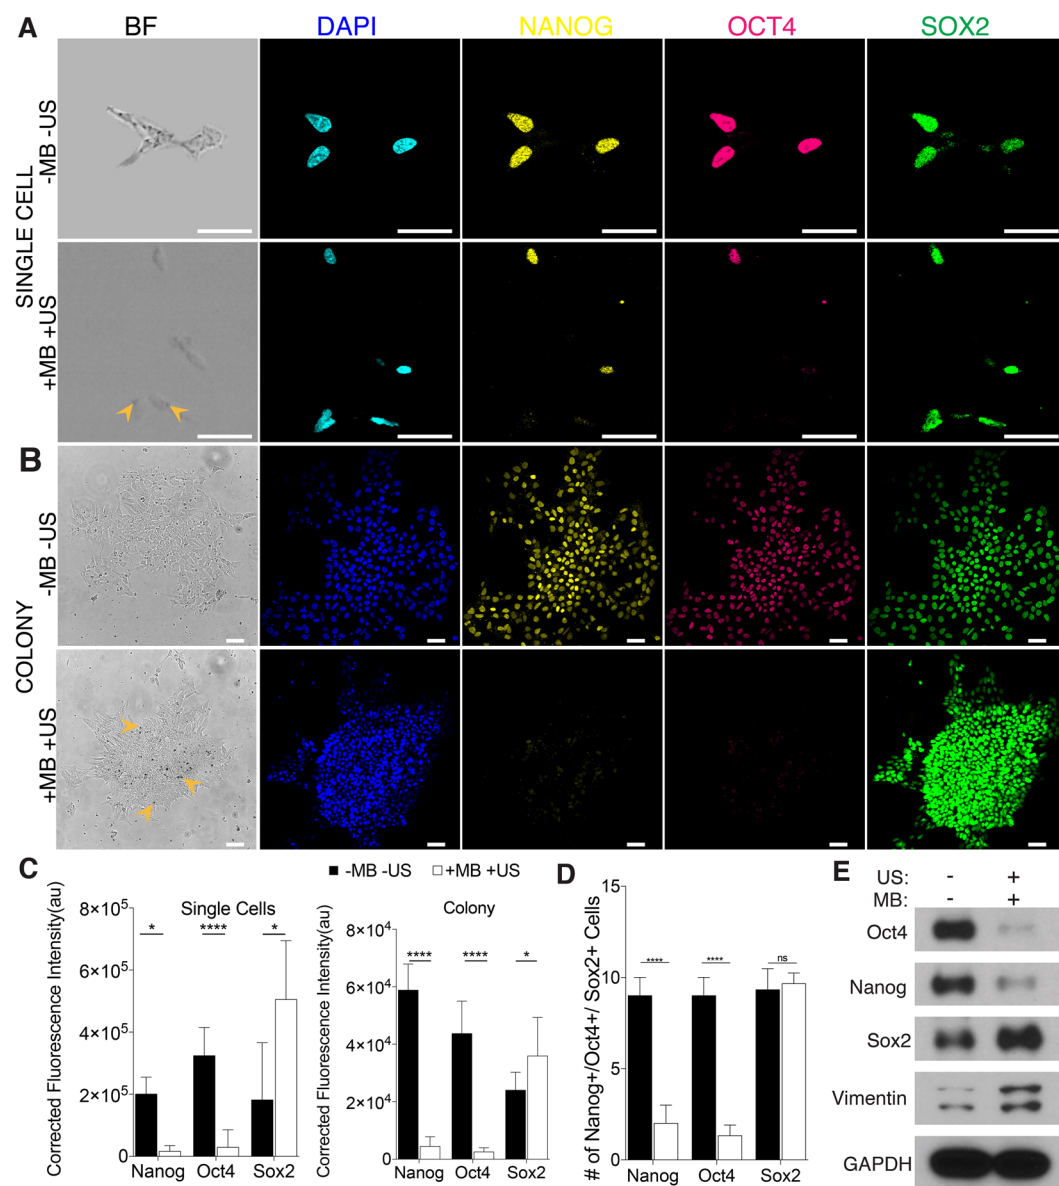 A
BF
DAPI
NANOG
OCT4
SOX2
SINGLE CELL
-MB -US
+MB +US
B
COLONY
-MB -US
+MB +US
C
-MB -US
+MB +US
Corrected Fluorescence Intensity(au)
Single Cells
8×10⁵
6×10⁵
4×10⁵
2×10⁵
0
*
****
*
Nanog
Oct4
Sox2
Corrected Fluorescence Intensity(au)
Colony
8×10⁴
6×10⁴
4×10⁴
2×10⁴
0
****
****
*
Nanog
Oct4
Sox2
D
# of Nanog+/Oct4+/ Sox2+ Cells
15
10
5
0
****
****
ns
Nanog
Oct4
Sox2
E
US: - +
MB: - +
Oct4
Nanog
Sox2
Vimentin
GAPDH